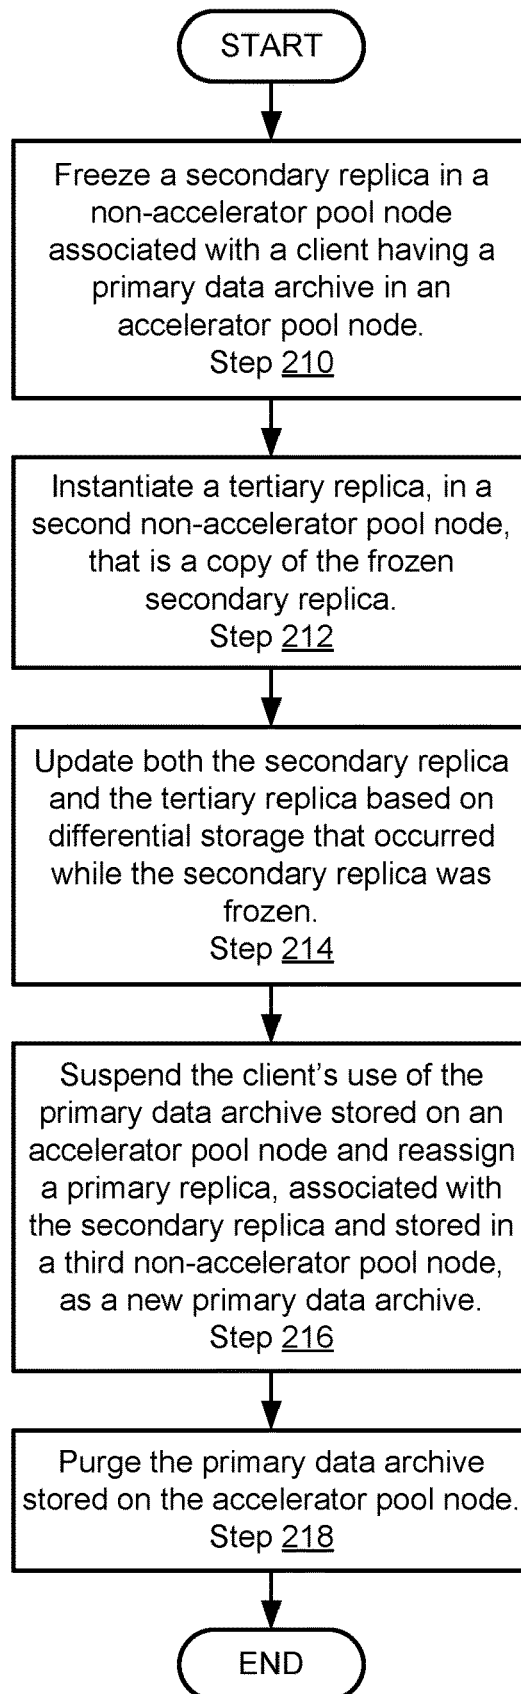 START
Freeze a secondary replica in a
non-accelerator pool node
associated with a client having a
primary data archive in an
accelerator pool node.
Step 210
Instantiate a tertiary replica, in a
second non-accelerator pool node,
that is a copy of the frozen
secondary replica.
Step 212
Update both the secondary replica
and the tertiary replica based on
differential storage that occurred
while the secondary replica was
frozen.
Step 214
Suspend the client's use of the
primary data archive stored on an
accelerator pool node and reassign
a primary replica, associated with
the secondary replica and stored in
a third non-accelerator pool node,
as a new primary data archive.
Step 216
Purge the primary data archive
stored on the accelerator pool node.
Step 218
END